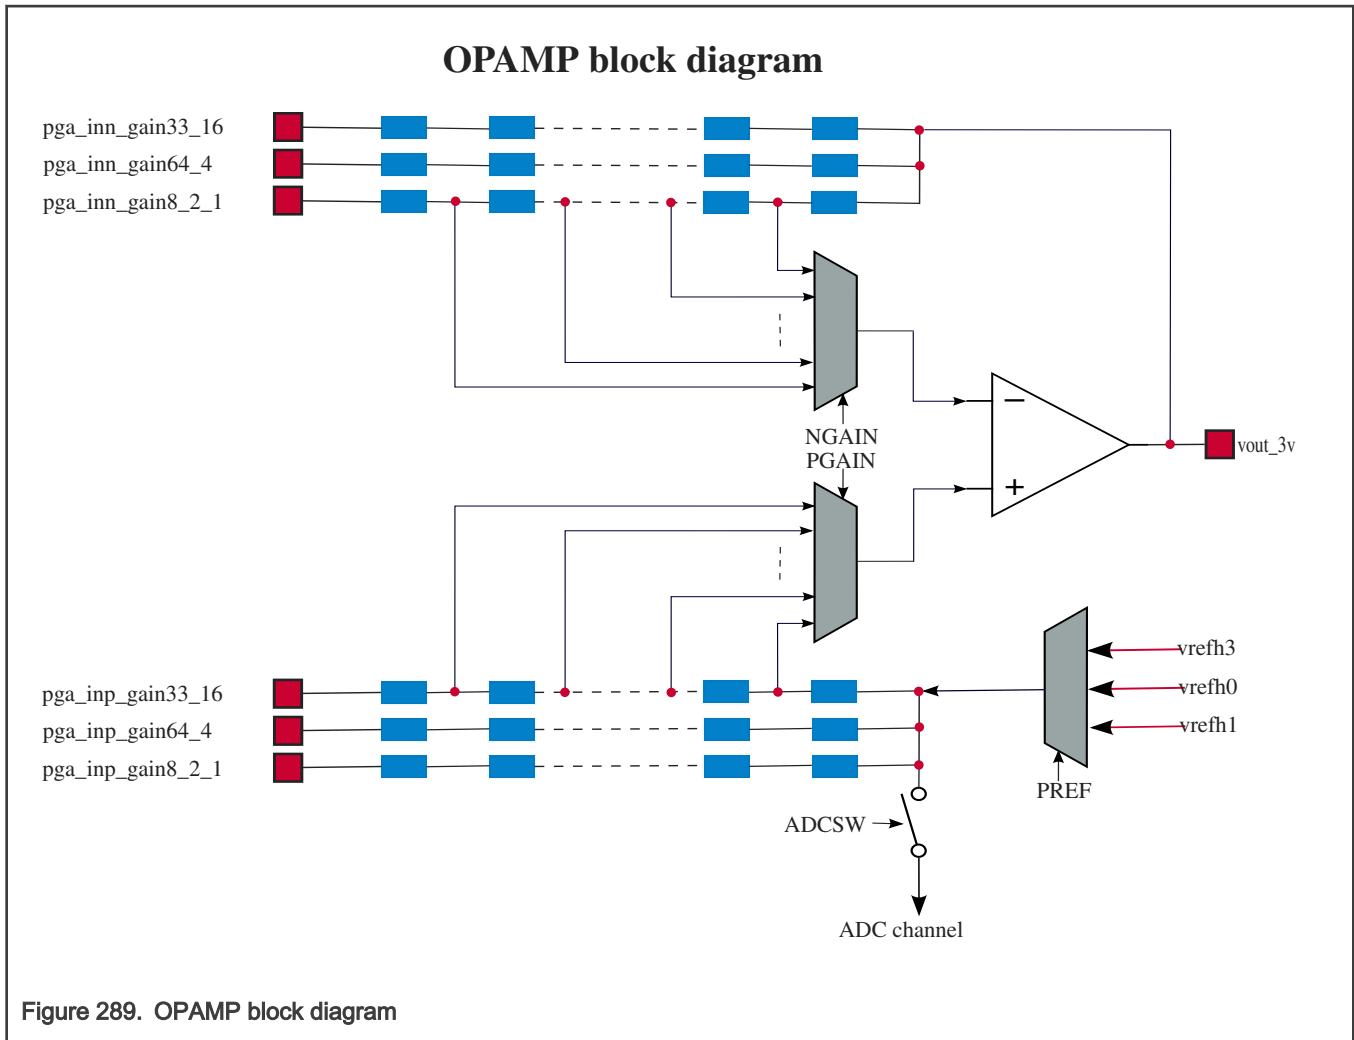 OPAMP block diagram
pga_inn_gain33_16
pga_inn_gain64_4
pga_inn_gain8_2_1
NGAIN
PGAIN
−
+
vout_3v
pga_inp_gain33_16
pga_inp_gain64_4
pga_inp_gain8_2_1
vrefh3
vrefh0
vrefh1
PREF
ADCSW
ADC channel
Figure 289. OPAMP block diagram